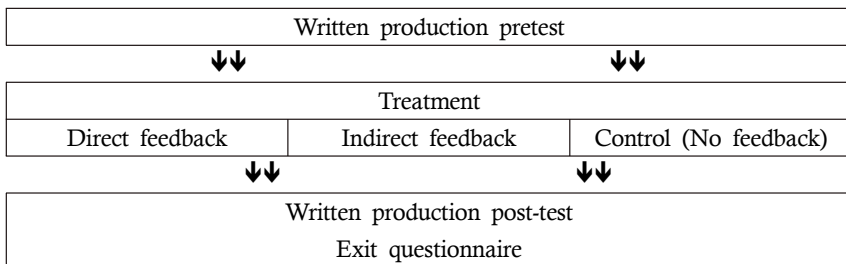 Written production pretest
Treatment
Direct feedback Indirect feedback Control (No feedback)
Written production post-test
Exit questionnaire